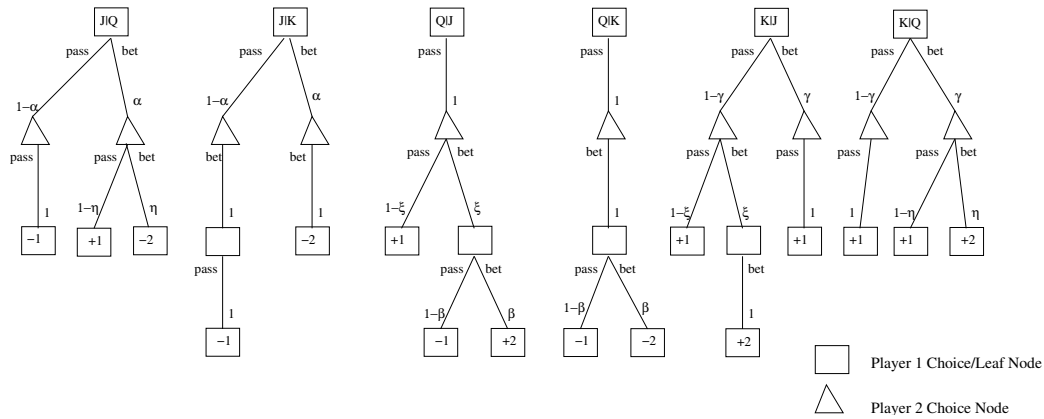 J|Q J|K Q|J Q|K K|J K|Q
pass bet pass bet pass pass pass bet pass bet
1−α α 1−α α 1 1 1−γ γ 1−γ γ
pass pass bet bet bet pass bet bet pass bet pass pass pass bet
1 1−η η 1 1 1−ξ ξ 1 1−ξ ξ 1 1 1−η η
−1 +1 −2 −2 +1 +1 +1 +1 +1 +2
pass pass bet pass bet bet
1 1−β β 1−β β 1
−1 −1 +2 −1 −2 +2
Player 1 Choice/Leaf Node
Player 2 Choice Node